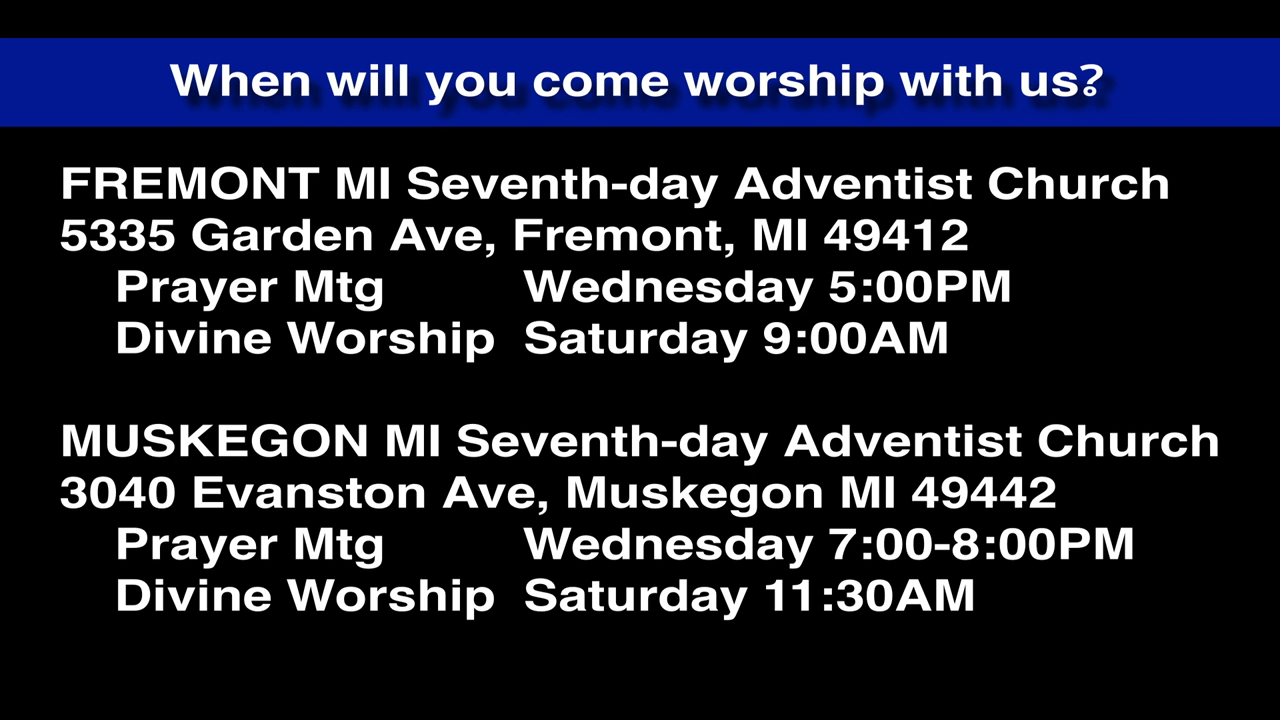 When will you come worship with us?
FREMONT MI Seventh-day Adventist Church
5335 Garden Ave, Fremont, MI 49412
Prayer Mtg Wednesday 5:00PM
Divine Worship Saturday 9:00AM
MUSKEGON MI Seventh-day Adventist Church
3040 Evanston Ave, Muskegon MI 49442
Prayer Mtg Wednesday 7:00-8:00PM
Divine Worship Saturday 11:30AM